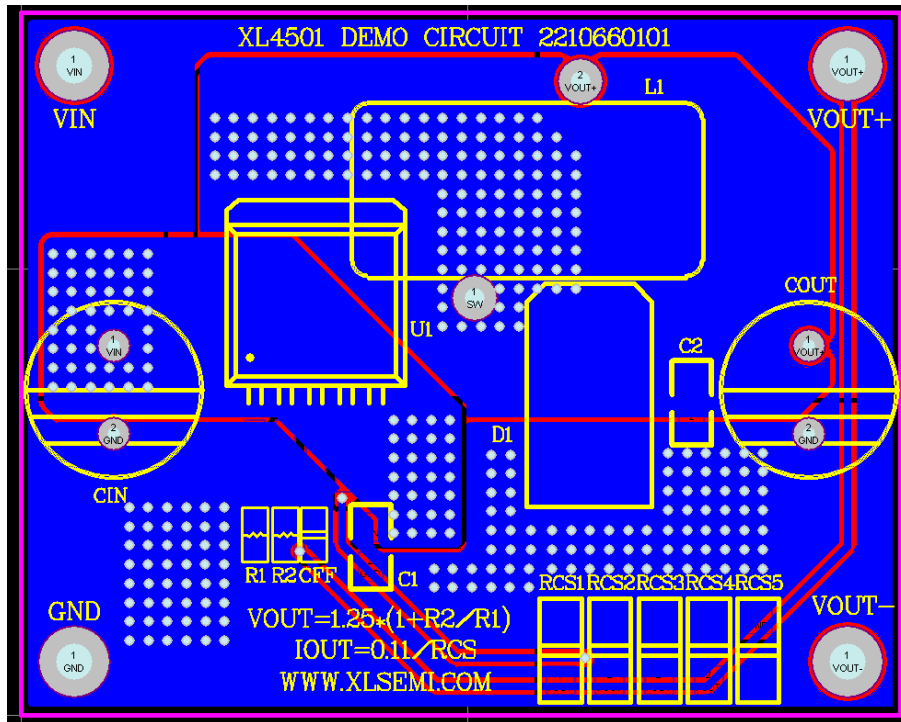 XL4501 DEMO CIRCUIT 2210660101
1
VIN
2
VOUT+
1
VOUT+
L1
VIN
VOUT+
1
SW
COUT
U1
1
VIN
1
VOUT+
C2
2
GND
D1
2
GND
CIN
R1 R2 CFF
C1
RCS1 RCS2 RCS3 RCS4 RCS5
GND
VOUT-
VOUT=1.25*(1+R2/R1)
IOUT=0.11/RCS
WWW.XLSEMI.COM
1
GND
1
VOUT-